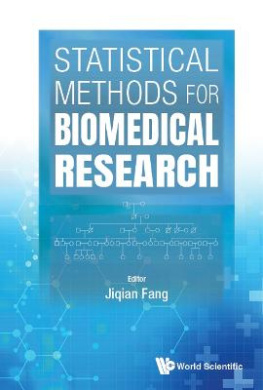 STATISTICAL
METHODS FOR
BIOMEDICAL
RESEARCH
Editor
Jiqian Fang
World Scientific